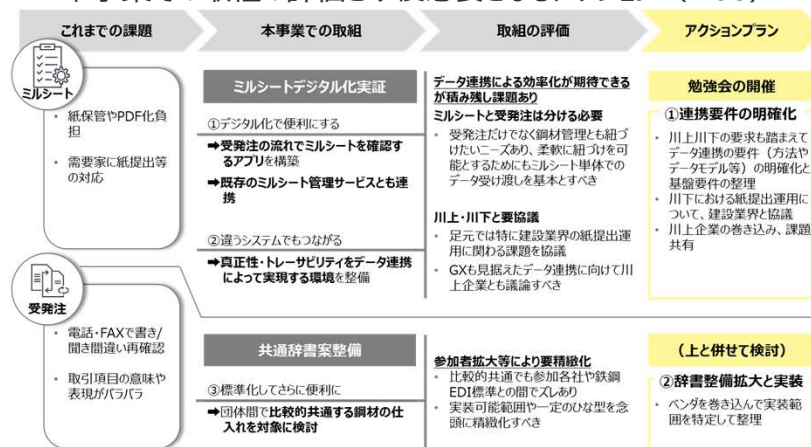 これまでの課題
本事業での取組
取組の評価
アクションプラン
ミルシート
・ 紙保管やPDF化負
担
・ 需要家に紙提出等
の対応
ミルシートデジタル化実証
①デジタル化で便利にする
➡受発注の流れでミルシートを確認す
るアプリを構築
➡既存のミルシート管理サービスとも連
携
②違うシステムでもつながる
➡真正性・トレーサビリティをデータ連携
によって実現する環境を整備
データ連携による効率化が期待できる
が積み残し課題あり
ミルシートと受発注は分ける必要
・ 受発注だけでなく鋼材管理とも紐づ
けたいニーズあり、柔軟に紐づけを可
能とするためにもミルシート単体での
データ受け渡しを基本とすべき
川上・川下と要協議
・ 足元では特に建設業界の紙提出運
用に関わる課題を協議
・ GXも見据えたデータ連携に向けて川
上企業とも議論すべき
勉強会の開催
①連携要件の明確化
・ 川上川下の要求も踏まえて
データ連携の要件（方法や
データモデル等）の明確化と
基盤要件の整理
・ 川下における紙提出運用に
ついて、建設業界と協議
・ 川上企業の巻き込み、課題
共有
受発注
・ 電話・FAXで書き/
聞き間違い再確認
・ 取引項目の意味や
表現がバラバラ
共通辞書案整備
③標準化してさらに便利に
➡団体間で比較的共通する鋼材の仕
入れを対象に検討
参加者拡大等により要精緻化
・ 比較的共通でも参加各社や鉄鋼
EDI標準との間でズレあり
・ 実装可能範囲や一定のひな型を念
頭に精緻化すべき
（上と併せて検討）
②辞書整備拡大と実装
・ ベンダを巻き込んで実装範
囲を特定して整理